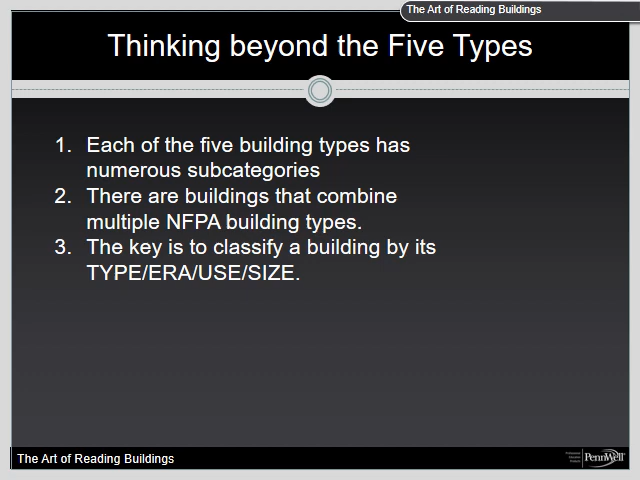 The Art of Reading Buildings
Thinking beyond the Five Types
1. Each of the five building types has
numerous subcategories
2. There are buildings that combine
multiple NFPA building types.
3. The key is to classify a building by its
TYPE/ERA/USE/SIZE.
The Art of Reading Buildings
PennWell